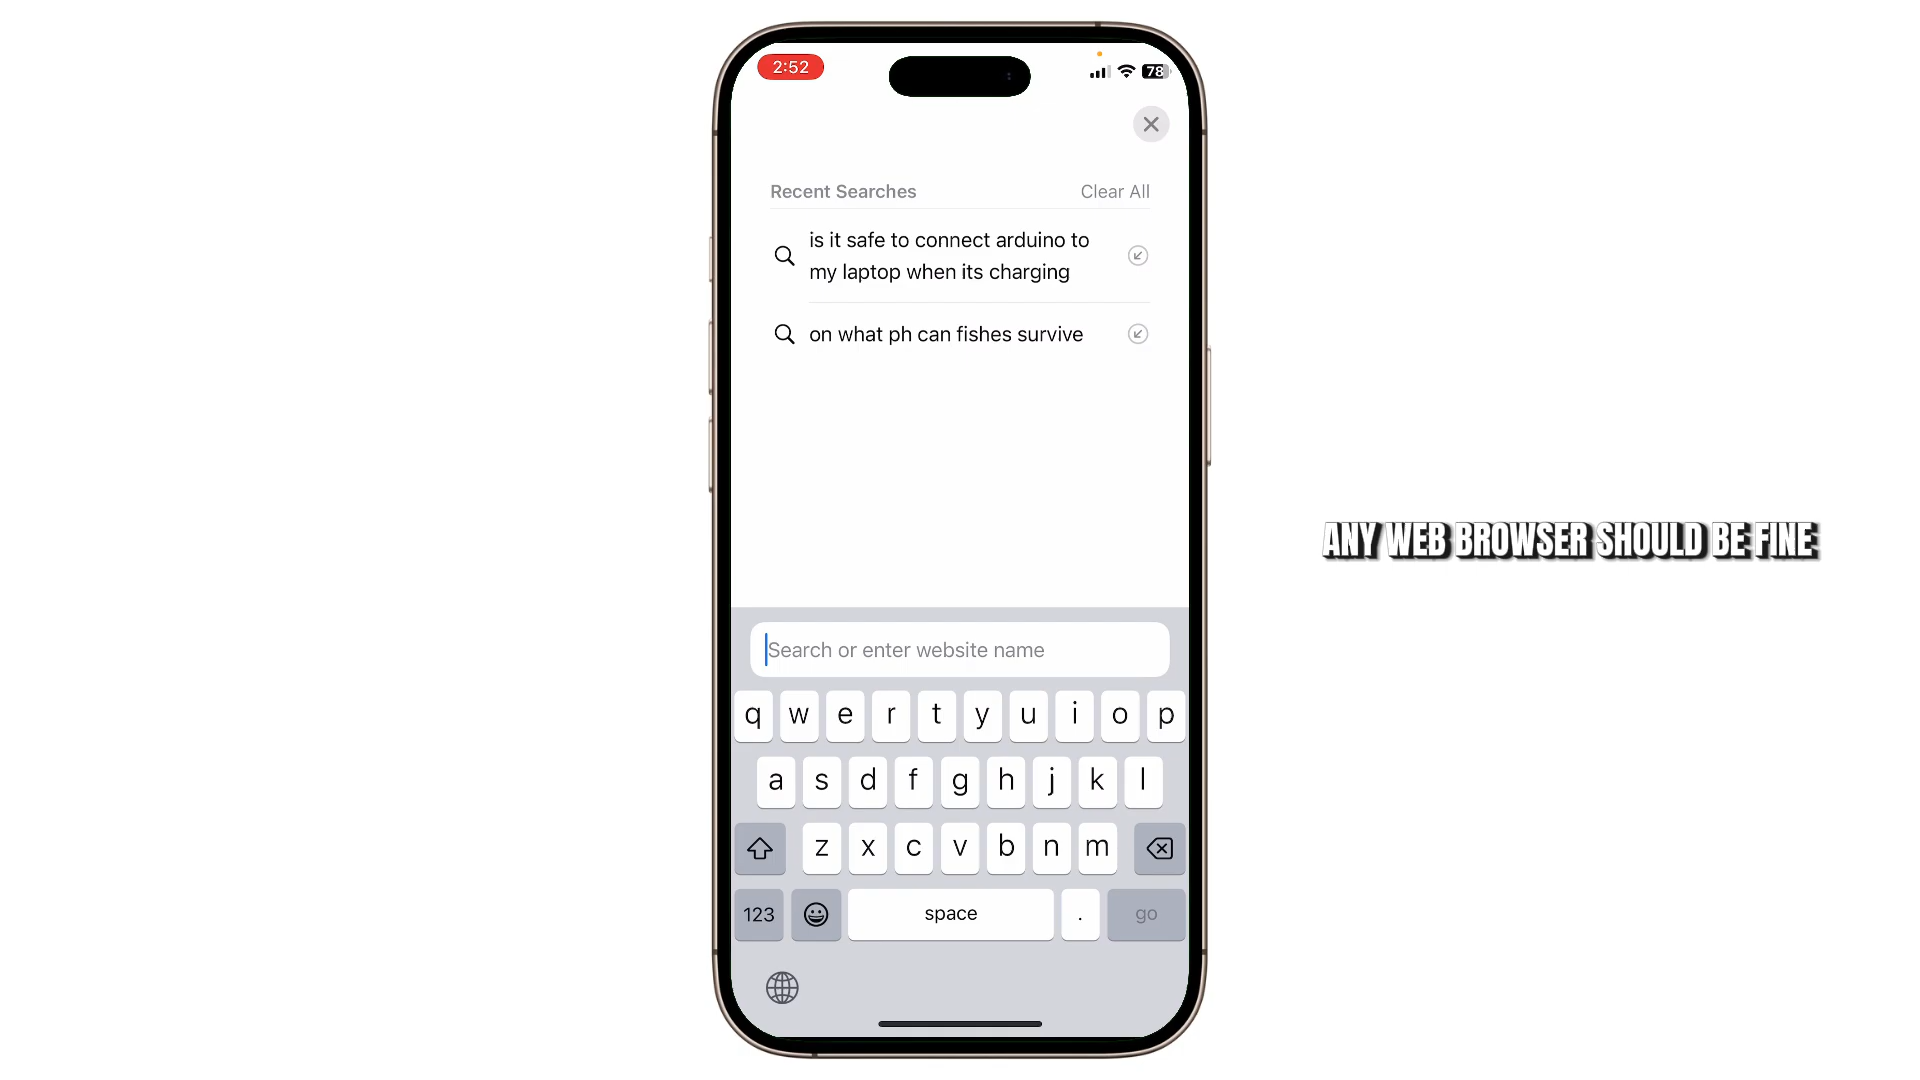 2:52
78
Recent Searches
Clear All
is it safe to connect arduino to
my laptop when its charging
on what ph can fishes survive
ANY WEB BROWSER SHOULD BE FINE
Search or enter website name
q w e r t y u i o p
a s d f g h j k l
z x c v b n m
123 space . go